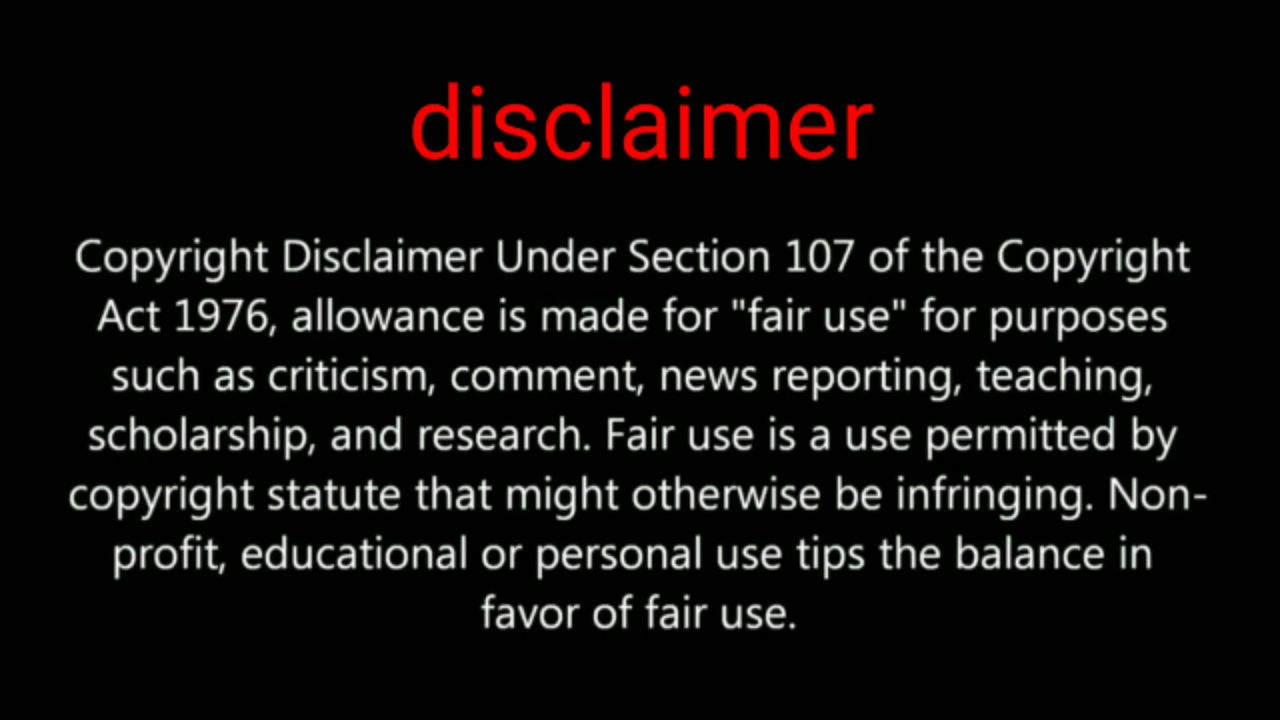 disclaimer
Copyright Disclaimer Under Section 107 of the Copyright
Act 1976, allowance is made for "fair use" for purposes
such as criticism, comment, news reporting, teaching,
scholarship, and research. Fair use is a use permitted by
copyright statute that might otherwise be infringing. Non-
profit, educational or personal use tips the balance in
favor of fair use.